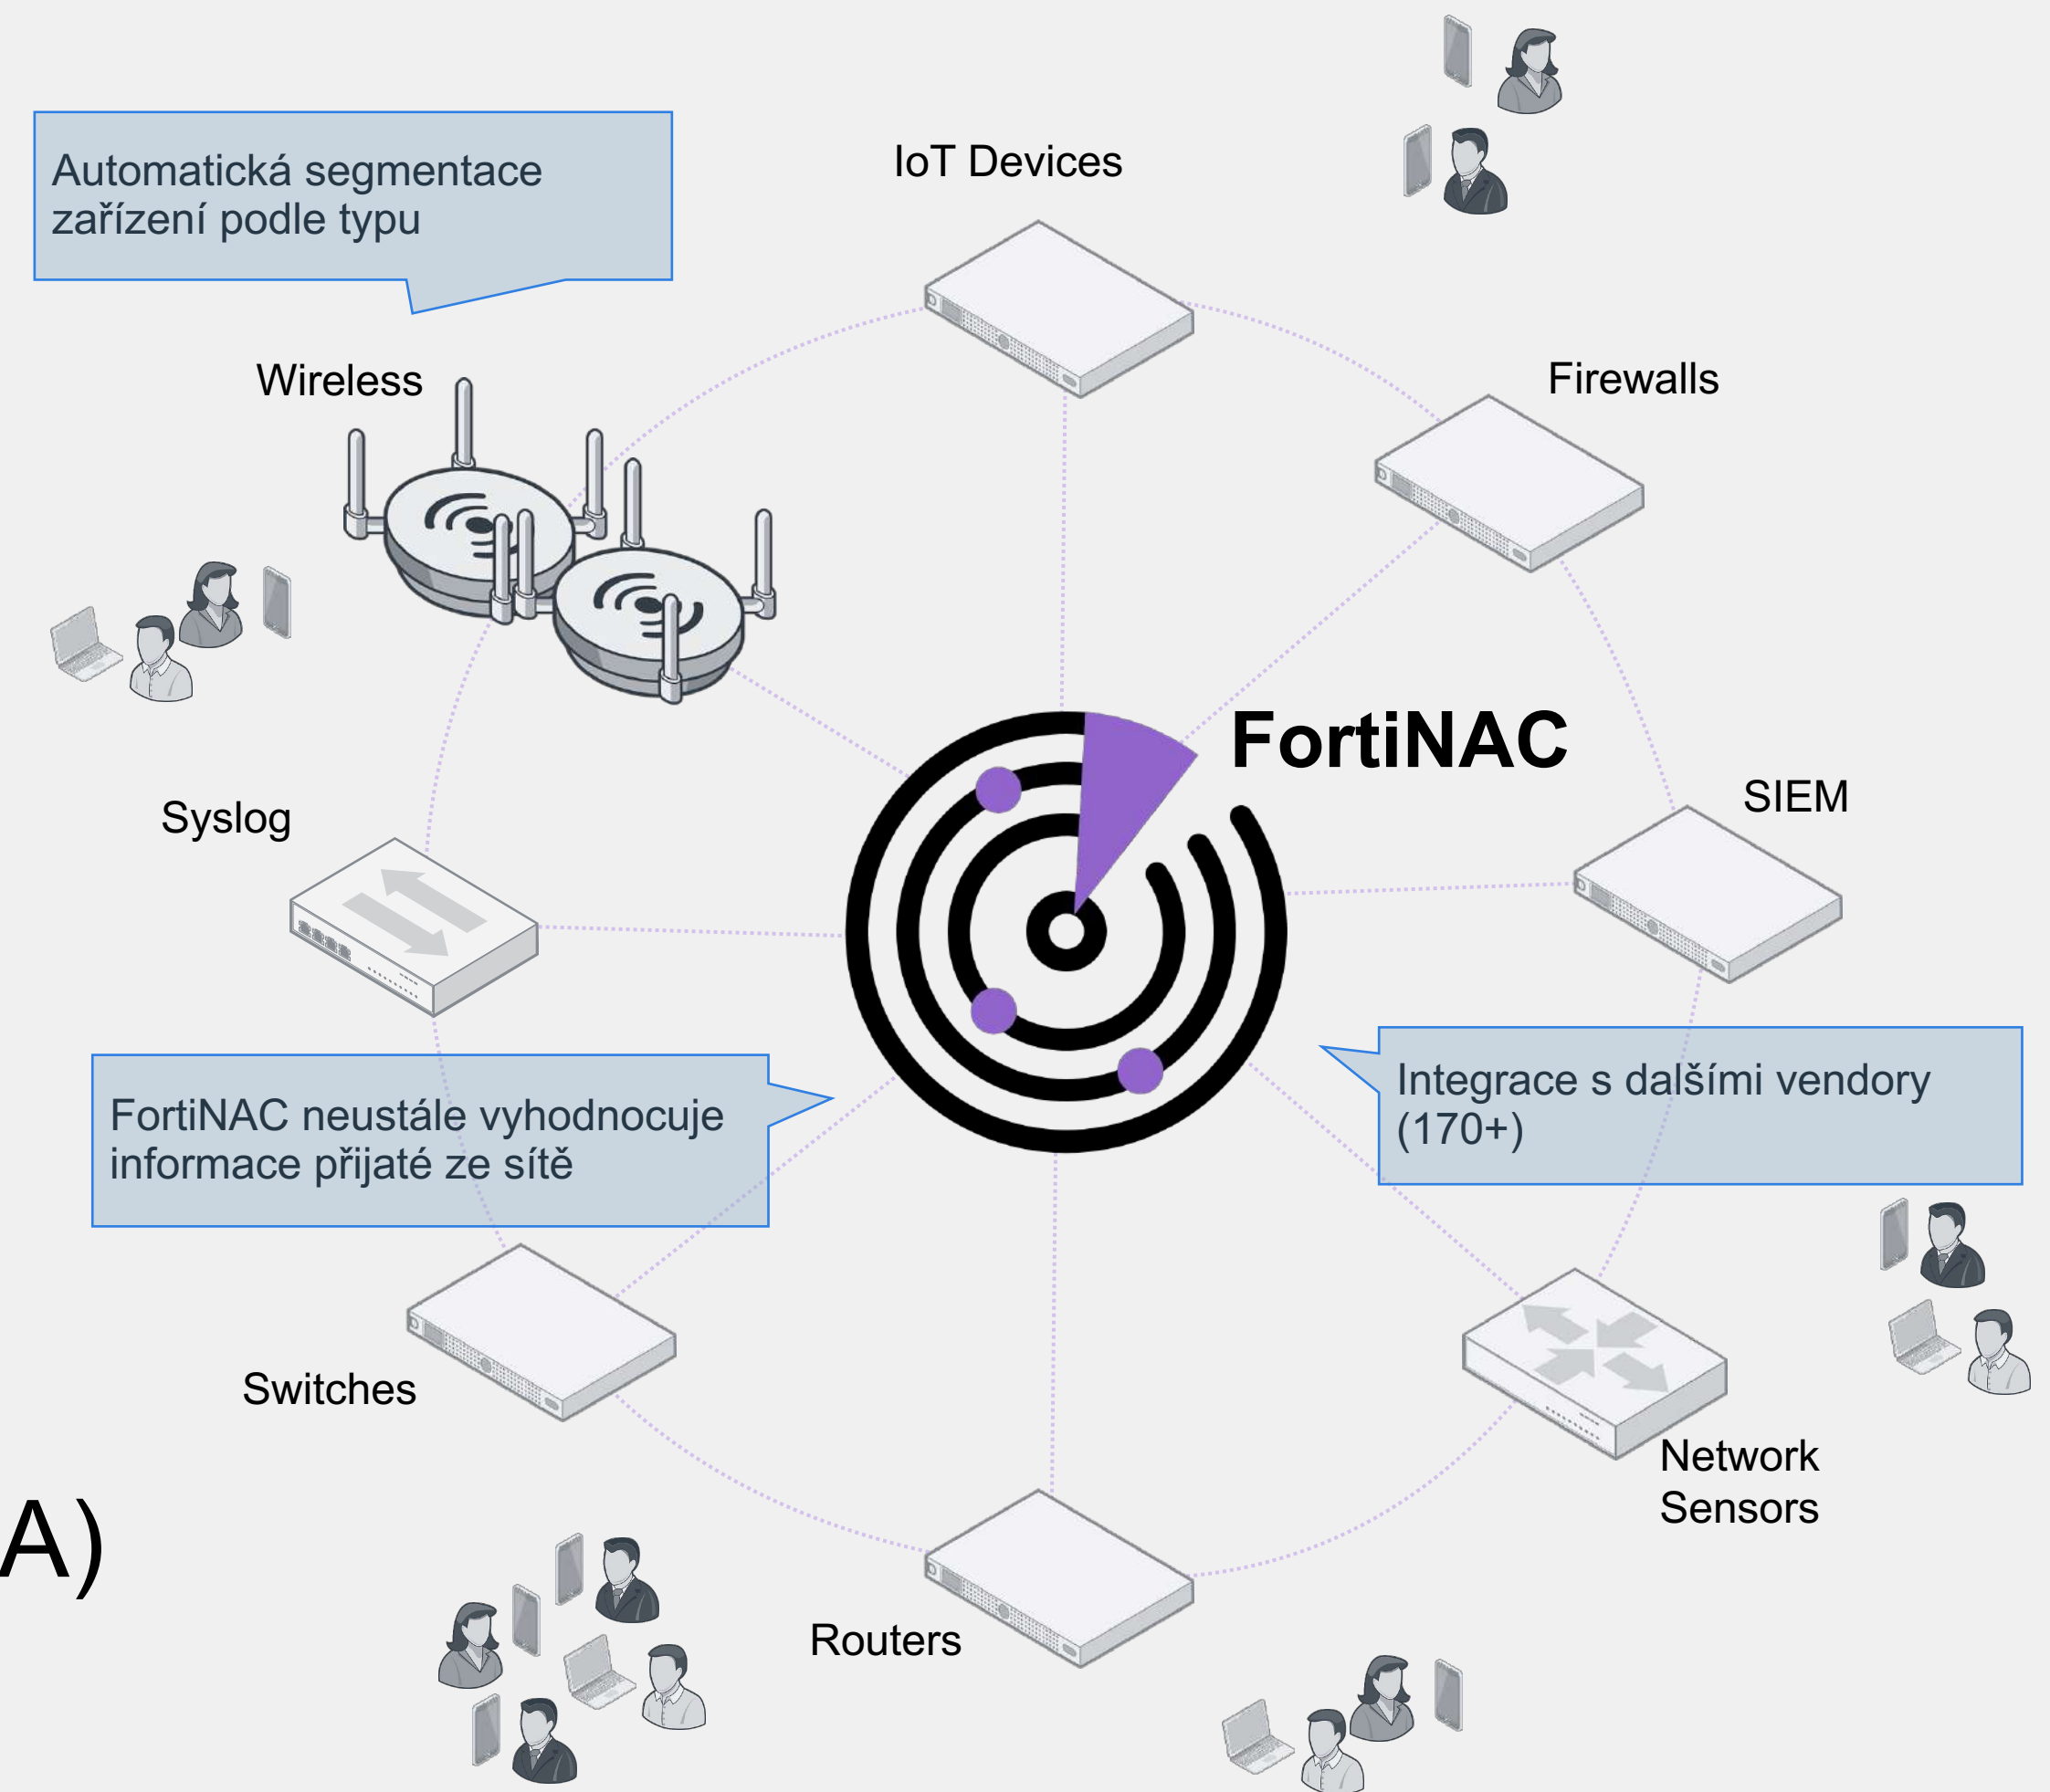 Automatická segmentace
zařízení podle typu
IoT Devices
Wireless
Firewalls
FortiNAC
Syslog
SIEM
FortiNAC neustále vyhodnocuje
informace přijaté ze sítě
Integrace s dalšími vendory
(170+)
Switches
Network
Sensors
A)
Routers